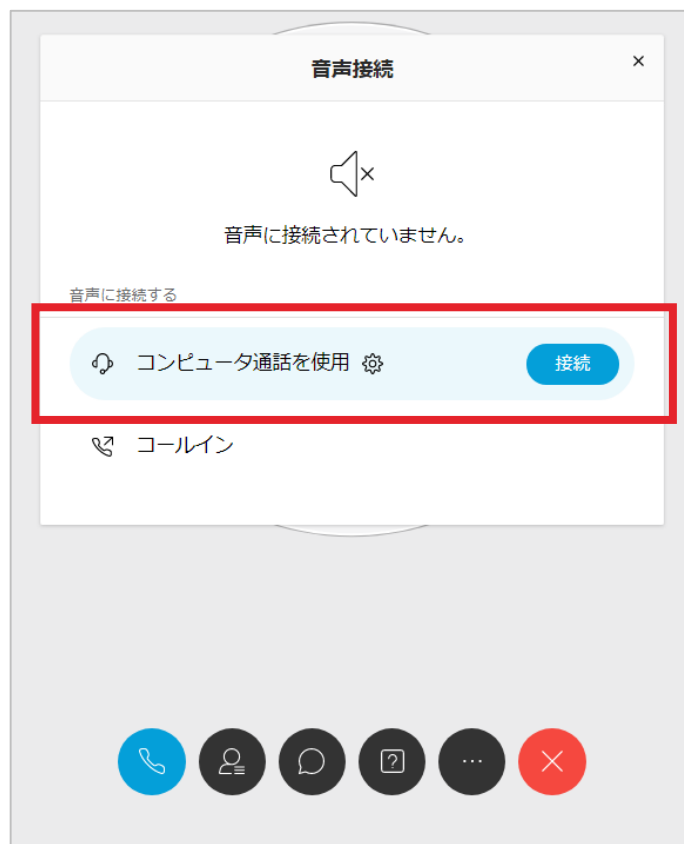 音声接続
音声に接続されていません。
音声に接続する
コンピュータ通話を使用 接続
コールイン